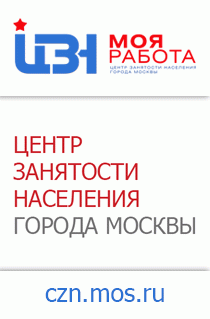 ЦЗН МОЯ
РАБОТА
ЦЕНТР ЗАНЯТОСТИ НАСЕЛЕНИЯ
ГОРОДА МОСКВЫ
ЦЕНТР
ЗАНЯТОСТИ
НАСЕЛЕНИЯ
ГОРОДА МОСКВЫ
czn.mos.ru